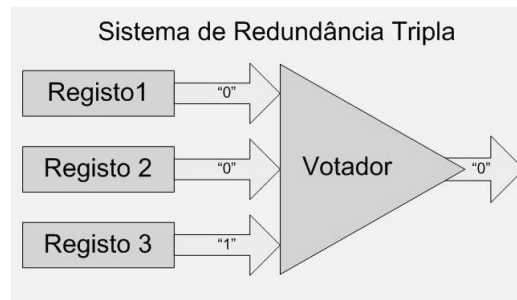 Sistema de Redundância Tripla
Registo1
"0"
Registo 2
"0"
Votador
"0"
Registo 3
"1"